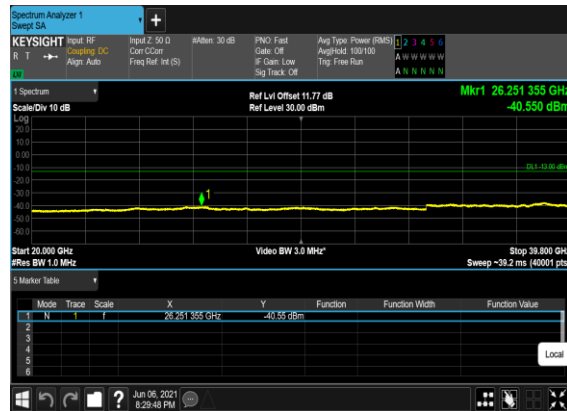 Spectrum Analyzer 1
Swept SA
+
KEYSIGHT Input: RF Input Z: 50 Ω #Atten: 30 dB PNO: Fast Avg Type: Power (RMS) 1 2 3 4 5 6
R T Coupling: DC Corr CCorr Gate: Off Avg|Hold: 100/100 A W W W W W
Align: Auto Freq Ref: Int (S) IF Gain: Low Trig: Free Run
LW Sig Track: Off A N N N N N
1 Spectrum
Ref Lvl Offset 11.77 dB Mkr1 26.251 355 GHz
Scale/Div 10 dB Ref Level 30.00 dBm -40.550 dBm
Log
20.0
10.0
0.00
-10.0
DL1 -13.00 dBm
-20.0
-30.0
1
-40.0
-50.0
-60.0
Start 20.000 GHz Video BW 3.0 MHz* Stop 39.800 GHz
#Res BW 1.0 MHz Sweep ~39.2 ms (40001 pts)
5 Marker Table
Mode Trace Scale X Y Function Function Width Function Value
1 N 1 f 26.251 355 GHz -40.55 dBm
2
3
4
5
6
Local
? Jun 06, 2021
8:29:48 PM